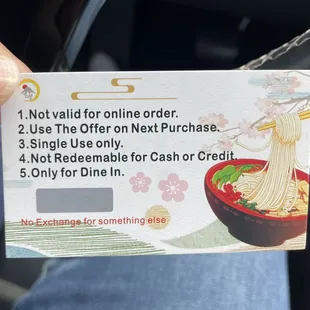 1.Not valid for online order.
2.Use The Offer on Next Purchase.
3.Single Use only.
4.Not Redeemable for Cash or Credit.
5.Only for Dine In.
No Exchange for something else